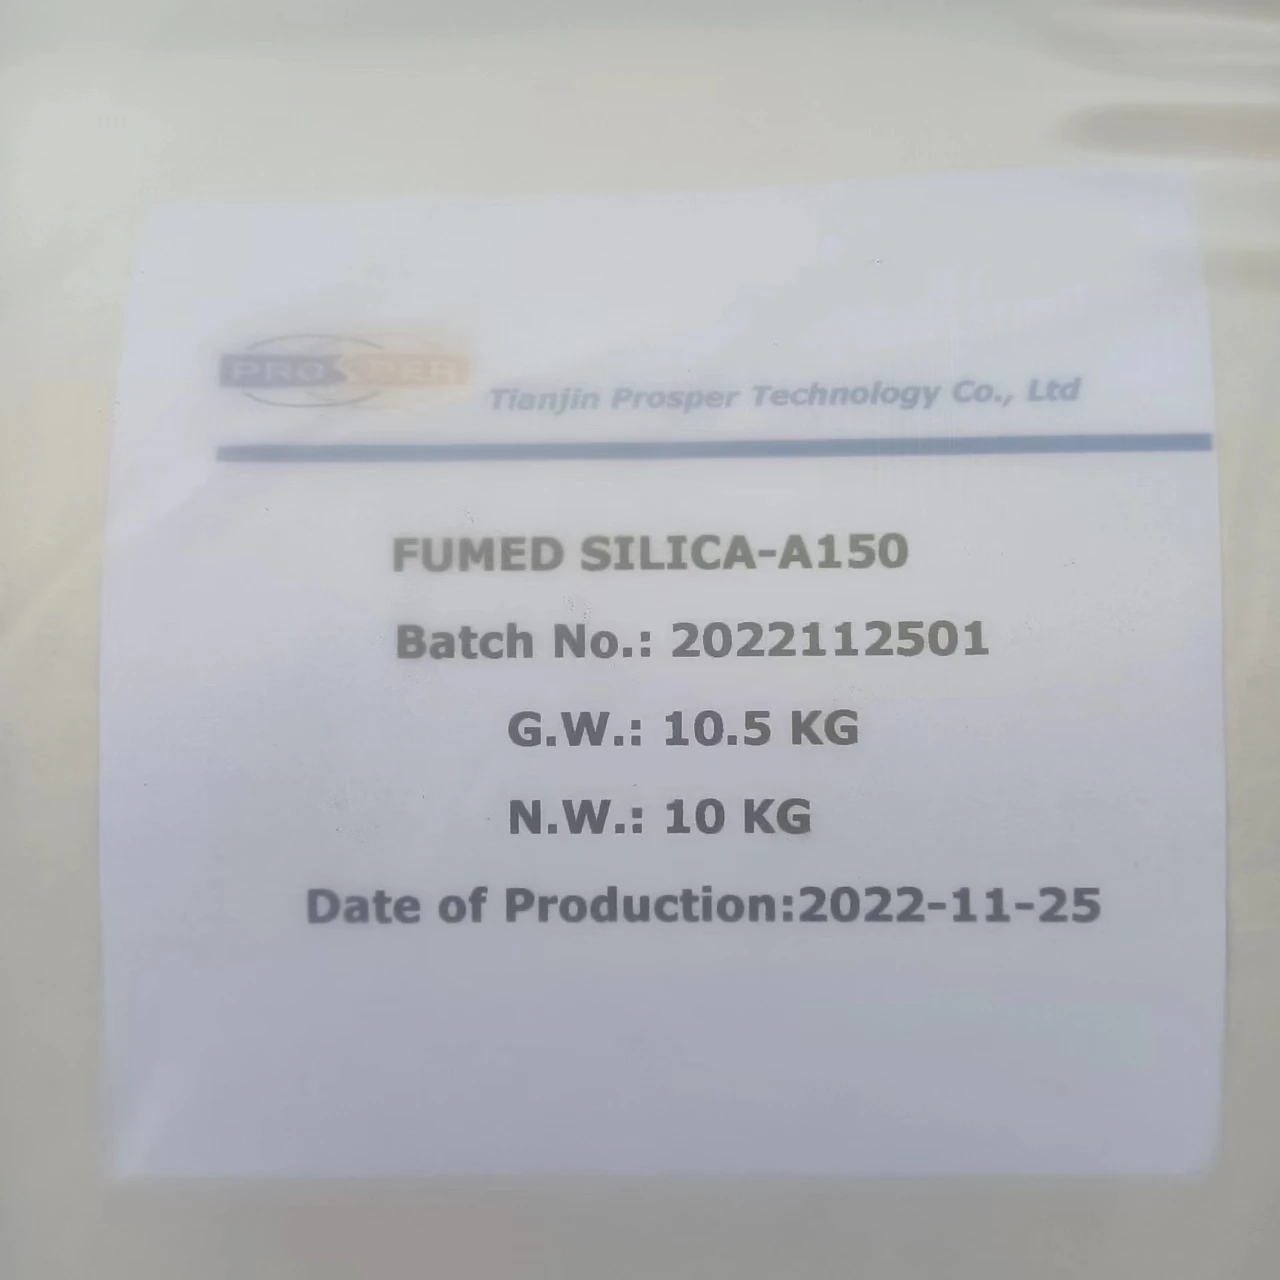 PROSPER
Tianjin Prosper Technology Co., Ltd
FUMED SILICA-A150
Batch No.: 2022112501
G.W.: 10.5 KG
N.W.: 10 KG
Date of Production:2022-11-25